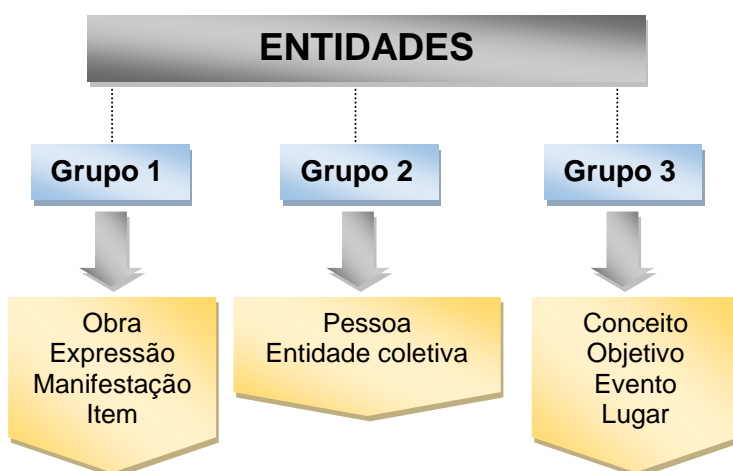 ENTIDADES
Grupo 1
Grupo 2
Grupo 3
Obra
Expressão
Manifestação
Item
Pessoa
Entidade coletiva
Conceito
Objetivo
Evento
Lugar